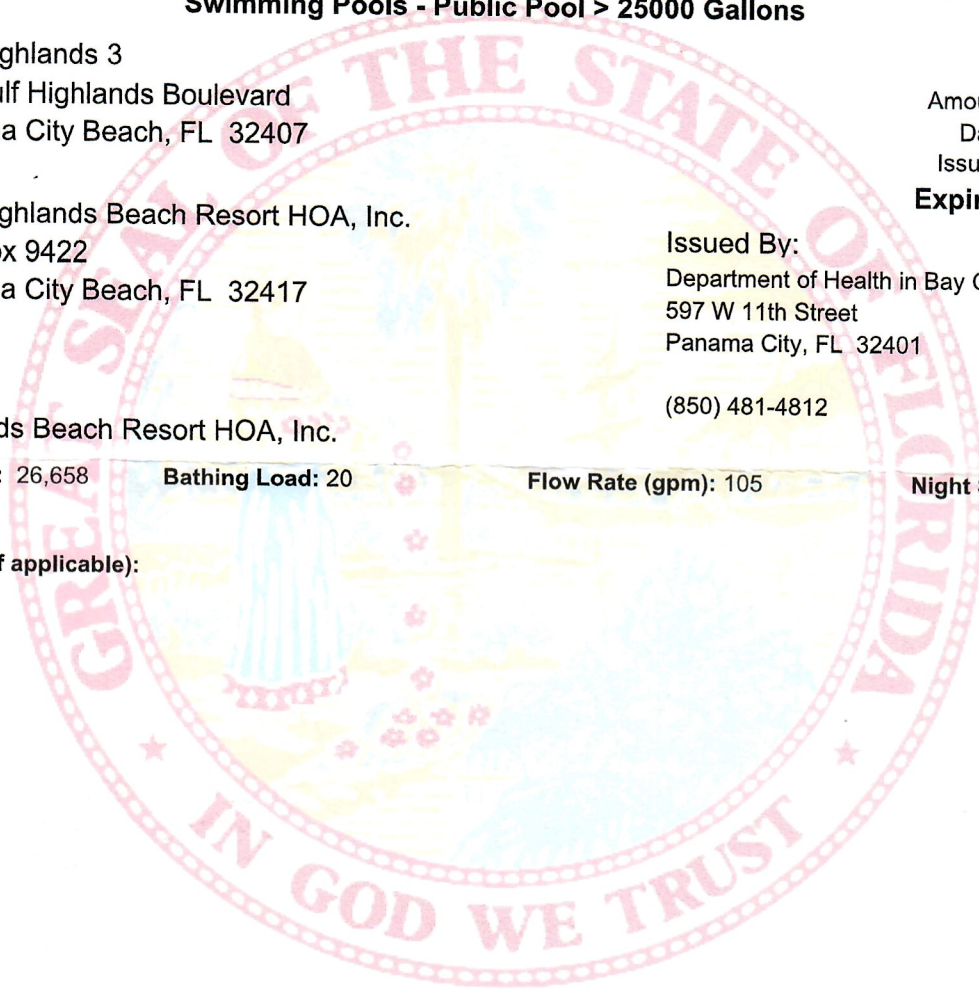 Swimming Pools - Public Pool > 25000 Gallons
ghlands 3
lf Highlands Boulevard
a City Beach, FL 32407
Amou
Da
Issu
Expir
ghlands Beach Resort HOA, Inc.
x 9422
a City Beach, FL 32417
Issued By:
Department of Health in Bay C
597 W 11th Street
Panama City, FL 32401
(850) 481-4812
ds Beach Resort HOA, Inc.
: 26,658 Bathing Load: 20 Flow Rate (gpm): 105 Night
f applicable):
GREAT SEAL OF THE STATE OF FLORIDA
IN GOD WE TRUST